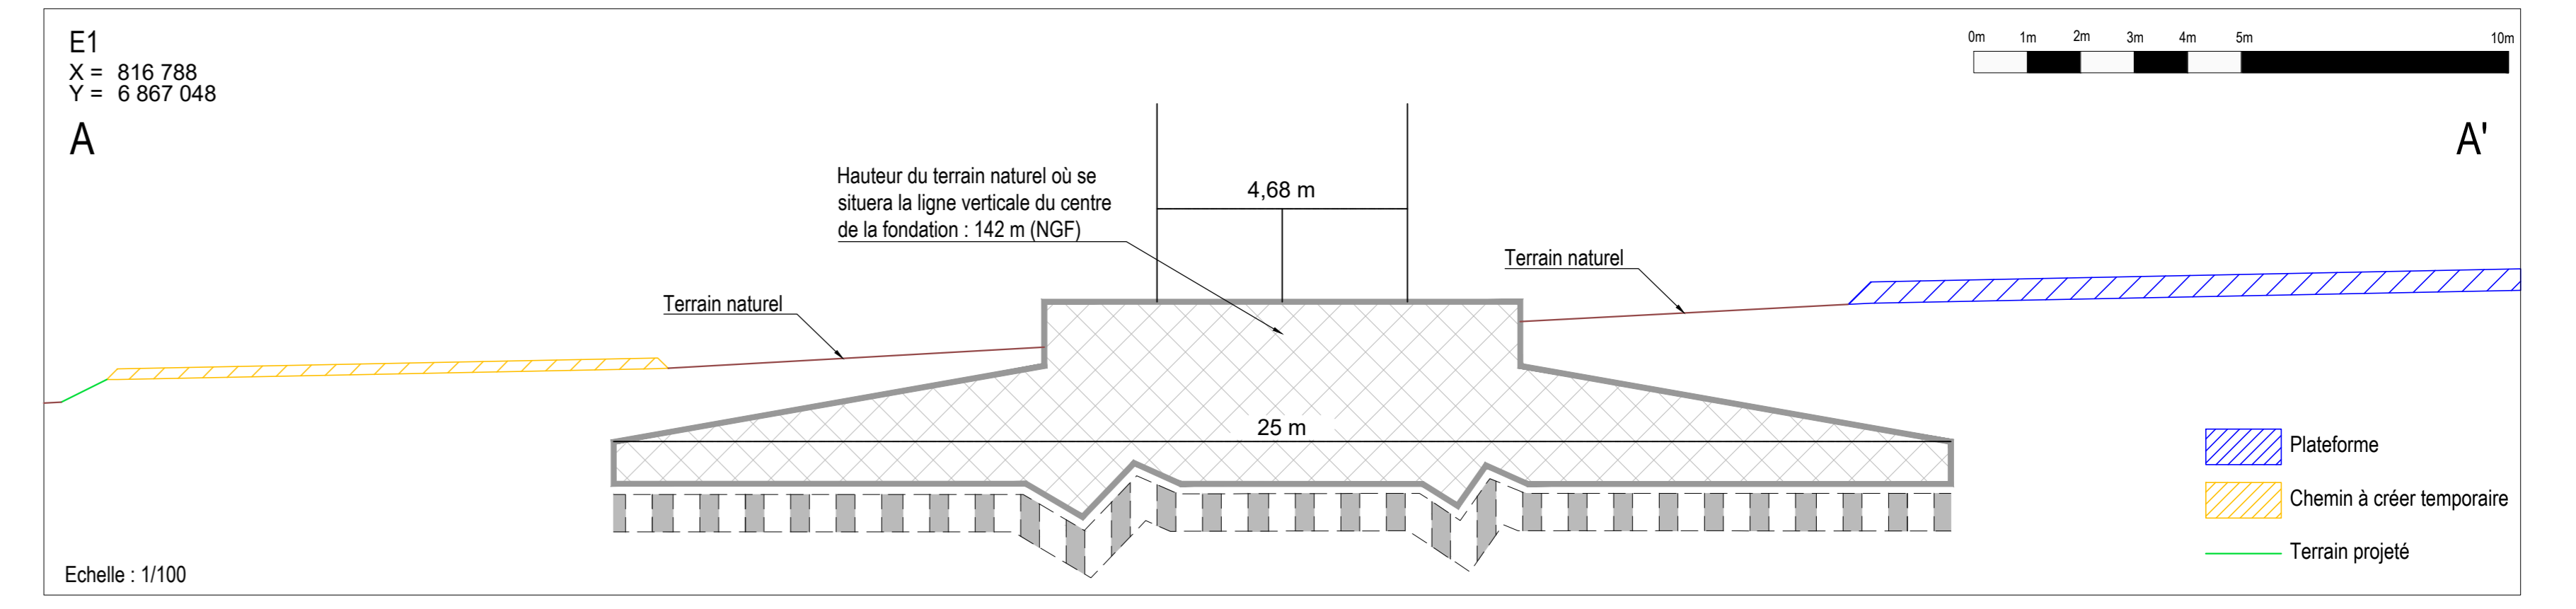 E1
X = 816 788
Y = 6 867 048
A
0m 1m 2m 3m 4m 5m 10m
A'
Hauteur du terrain naturel où se
situera la ligne verticale du centre
de la fondation : 142 m (NGF)
4,68 m
Terrain naturel
Terrain naturel
25 m
Plateforme
Chemin à créer temporaire
Terrain projeté
Echelle : 1/100